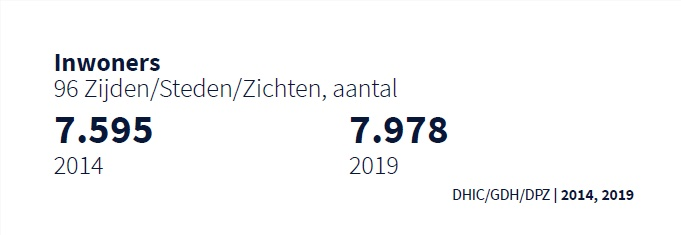 Inwoners
96 Zijden/Steden/Zichten, aantal
7.595 7.978
2014 2019
DHIC/GDH/DPZ | 2014, 2019